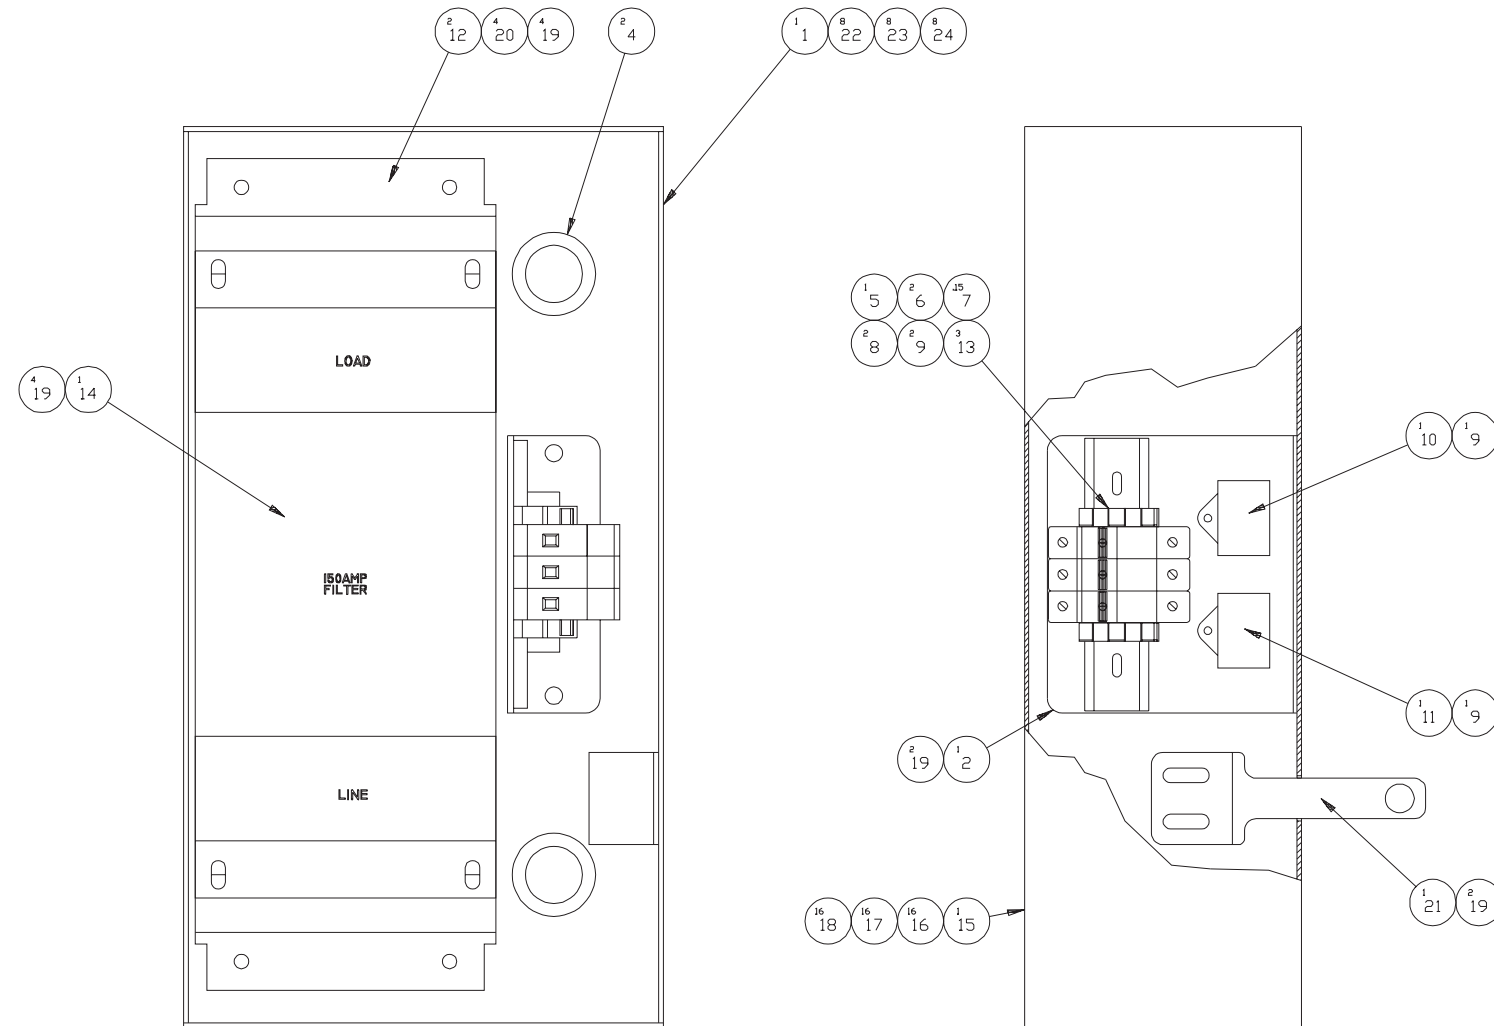 2 12 4 20 4 19
2 4
1 1 8 22 8 23 8 24
LOAD
1 5 2 6 .15 7
2 8 2 9 3 13
4 19 1 14
1 10 1 9
150AMP
FILTER
1 11 1 9
2 19 1 2
LINE
1 21 2 19
16 18 16 17 16 16 1 15